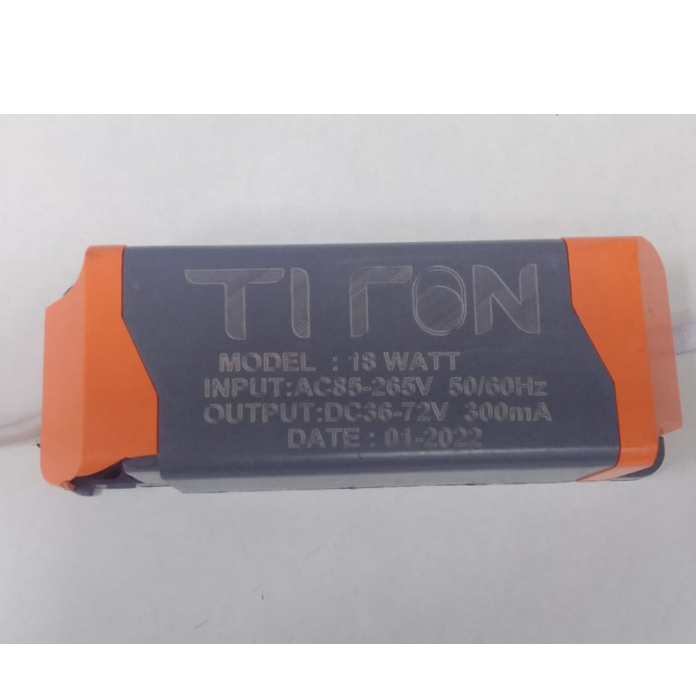 TITON
MODEL : 18 WATT
INPUT:AC85-265V 50/60Hz
OUTPUT:DC36-72V 300mA
DATE : 01-2022